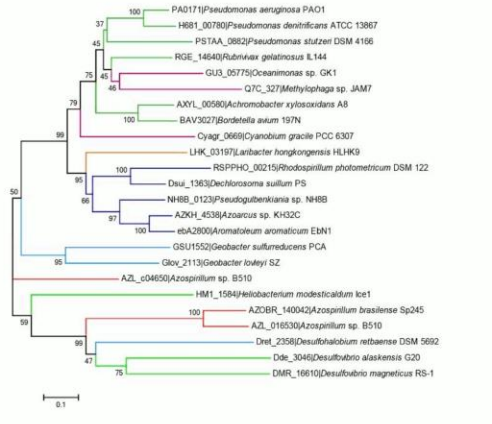 PA0171|Pseudomonas aeruginosa PAO1
37
H681_00780|Pseudomonas denitrificans ATCC 13867
PSTAA_0882|Pseudomonas stutzeri DSM 4166
45
RGE_14640|Rubrivivax gelatinosus IL144
45
GU3_05775|Oceanimonas sp. GK1
75
46
Q7C_327|Methylophaga sp. JAM7
AXYL_00580|Achromobacter xylosoxidans A8
79
100
BAV3027|Bordetella avium 197N
Cyagr_0669|Cyanobium gracile PCC 6307
99
LHK_03197|Laribacter hongkongensis HLHK9
100
RSPPHO_00215|Rhodospirillum photometricum DSM 122
95
Dsui_1363|Dechlorosoma suillum PS
66
NH8B_0123|Pseudogulbenkiania sp. NH8B
50
97
AZKH_4538|Azoarcus sp. KH32C
100
ebA2800|Aromatoleum aromaticum EbN1
GSU1552|Geobacter sulfurreducens PCA
95
Glov_2113|Geobacter lovleyi SZ
AZL_c04650|Azospirillum sp. B510
HM1_1584|Heliobacterium modesticaldum Ice1
59
100
AZOBR_140042|Azospirillum brasilense Sp245
AZL_016530|Azospirillum sp. B510
99
Dret_2358|Desulfohalobium retbaense DSM 5692
47
Dde_3046|Desulfovibrio alaskensis G20
75
DMR_16610|Desulfovibrio magneticus RS-1
0.1